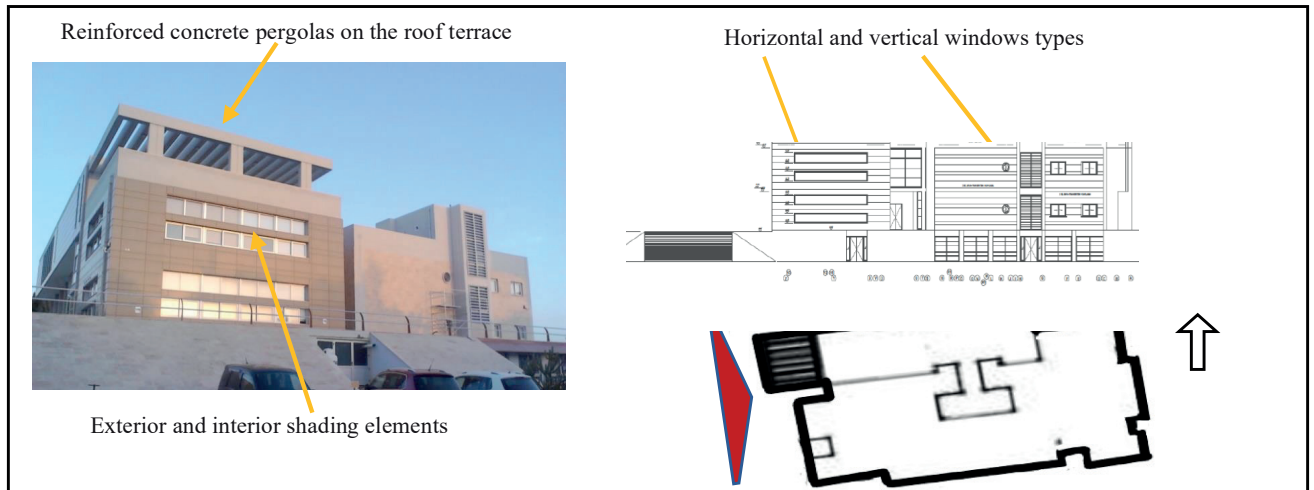 Reinforced concrete pergolas on the roof terrace
Horizontal and vertical windows types
Exterior and interior shading elements